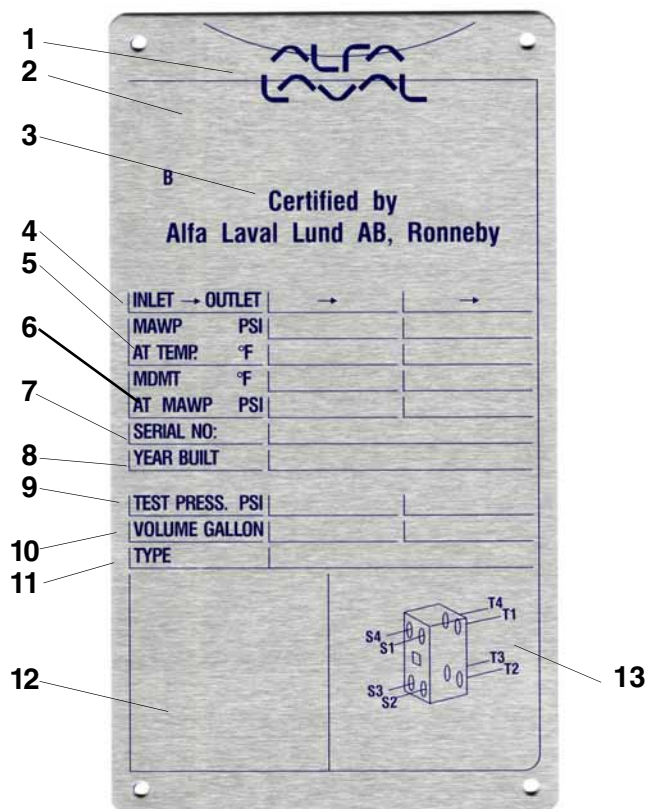 1
ALFA
2
LAVAL
3
B
Certified by
Alfa Laval Lund AB, Ronneby
4
INLET → OUTLET → →
5
MAWP PSI
6
AT TEMP. °F
MDMT °F
7
AT MAWP PSI
SERIAL NO:
8
YEAR BUILT
9
TEST PRESS. PSI
10
VOLUME GALLON
11
TYPE
T4
T1
S4
S1
T3
T2
12
13
S3
S2